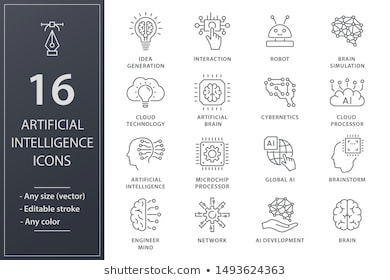 16
ARTIFICIAL
INTELLIGENCE
ICONS
- Any size (vector)
- Editable stroke
- Any color
IDEA
GENERATION
INTERACTION
ROBOT
BRAIN
SIMULATION
CLOUD
TECHNOLOGY
ARTIFICIAL
BRAIN
CYBERNETICS
AI
CLOUD
PROCESSOR
ARTIFICIAL
INTELLIGENCE
MICROCHIP
PROCESSOR
AI
GLOBAL AI
BRAINSTORM
ENGINEER
MIND
NETWORK
AI DEVELOPMENT
BRAIN
shutterstock.com • 1493624363